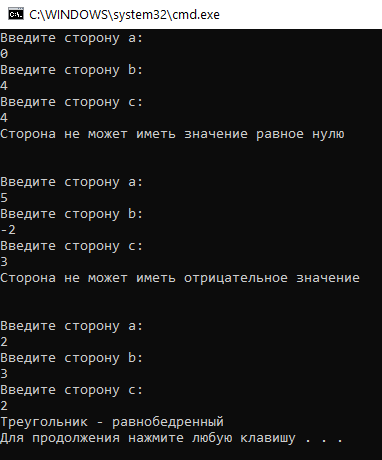 C:\WINDOWS\system32\cmd.exe
Введите сторону a:
0
Введите сторону b:
4
Введите сторону c:
4
Сторона не может иметь значение равное нулю
Введите сторону a:
5
Введите сторону b:
-2
Введите сторону c:
3
Сторона не может иметь отрицательное значение
Введите сторону a:
2
Введите сторону b:
3
Введите сторону c:
2
Треугольник - равнобедренный
Для продолжения нажмите любую клавишу . . .